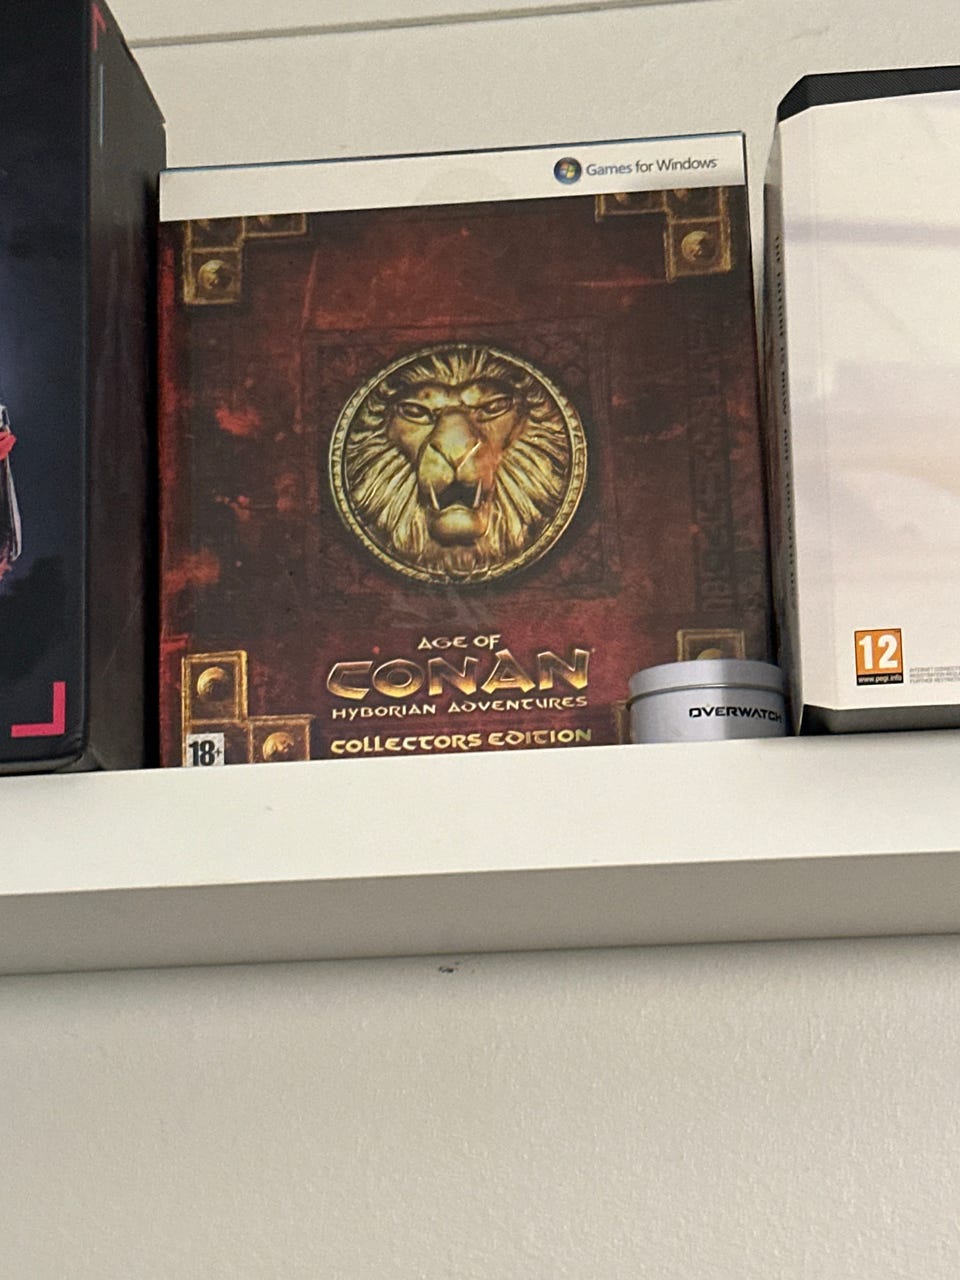 Games for Windows
AGE OF
CONAN
HYBORIAN ADVENTURES
COLLECTORS EDITION
18+
OVERWATCH
12
www.pegi.info